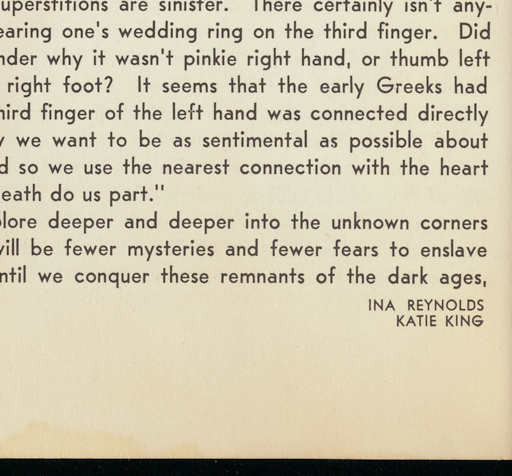 uperstitions are sinister. There certainly isn't any-
earing one's wedding ring on the third finger. Did
nder why it wasn't pinkie right hand, or thumb left
right foot? It seems that the early Greeks had
hird finger of the left hand was connected directly
y we want to be as sentimental as possible about
d so we use the nearest connection with the heart
eath do us part."
plore deeper and deeper into the unknown corners
will be fewer mysteries and fewer fears to enslave
ntil we conquer these remnants of the dark ages,
INA REYNOLDS
KATIE KING